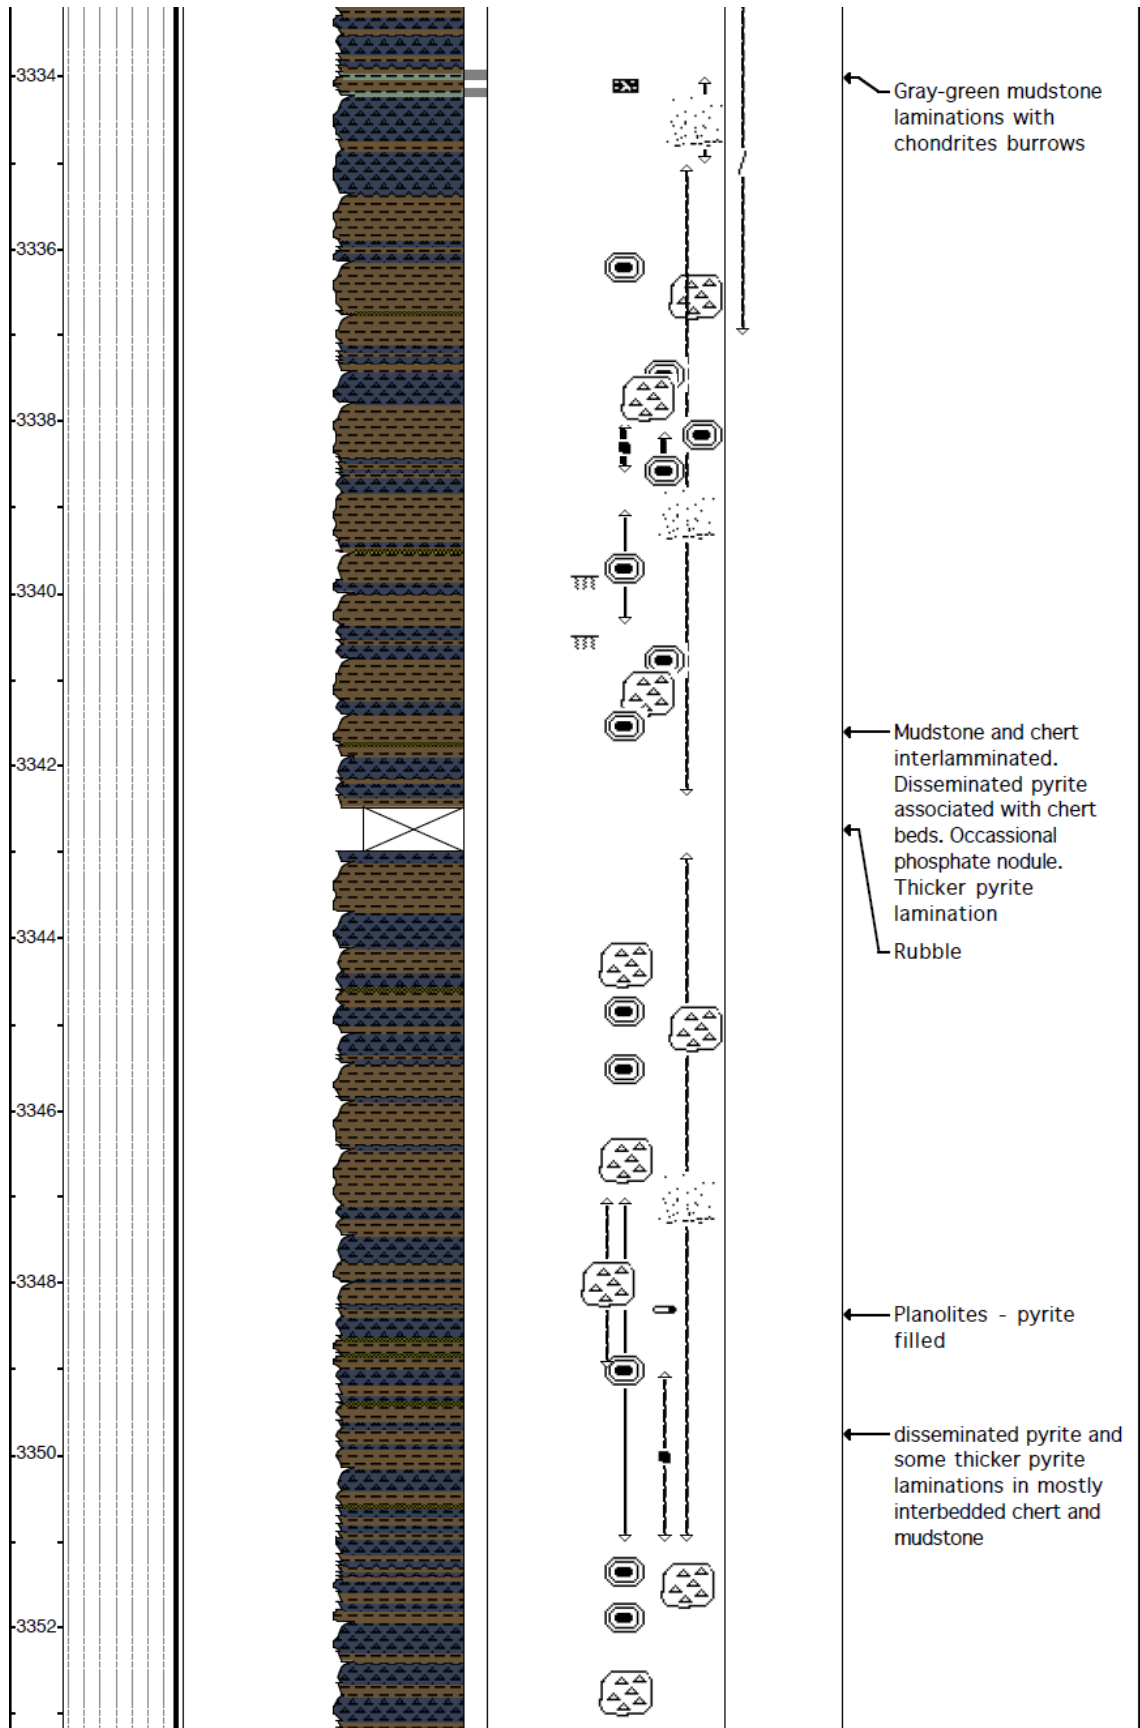 3334
Gray-green mudstone
laminations with
chondrites burrows
3336
3338
3340
Mudstone and chert
interlamminated.
Disseminated pyrite
associated with chert
beds. Occassional
phosphate nodule.
Thicker pyrite
lamination
3342
3344
Rubble
3346
3348
Planolites - pyrite
filled
3350
disseminated pyrite and
some thicker pyrite
laminations in mostly
interbedded chert and
mudstone
3352